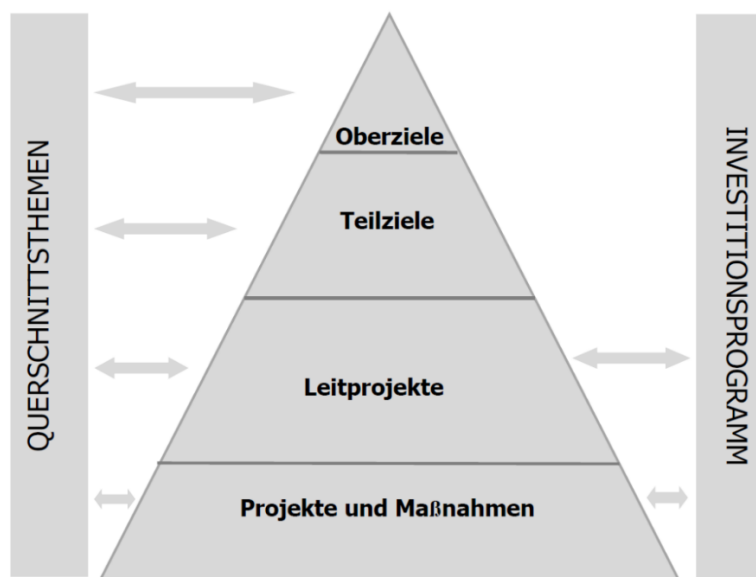 QUERSCHNITTSTHEMEN
Oberziele
Teilziele
Leitprojekte
Projekte und Maßnahmen
INVESTITIONSPROGRAMM